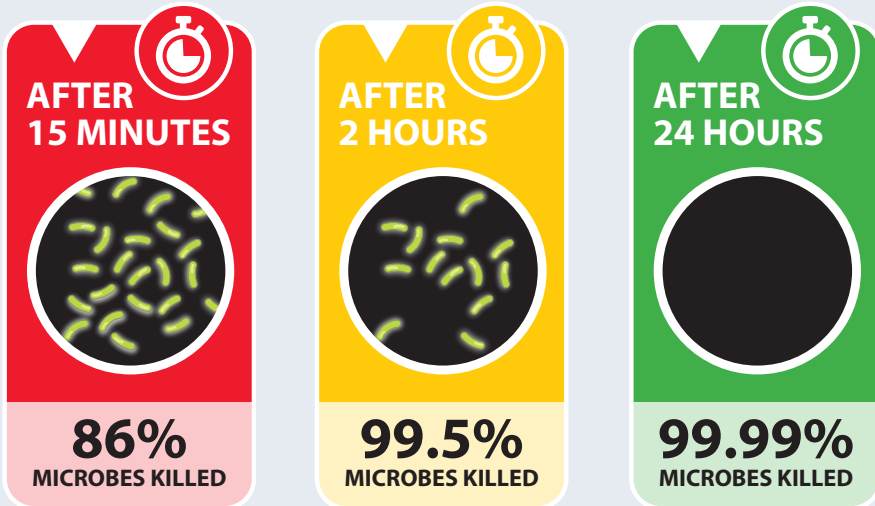 AFTER
15 MINUTES
86%
MICROBES KILLED
AFTER
2 HOURS
99.5%
MICROBES KILLED
AFTER
24 HOURS
99.99%
MICROBES KILLED